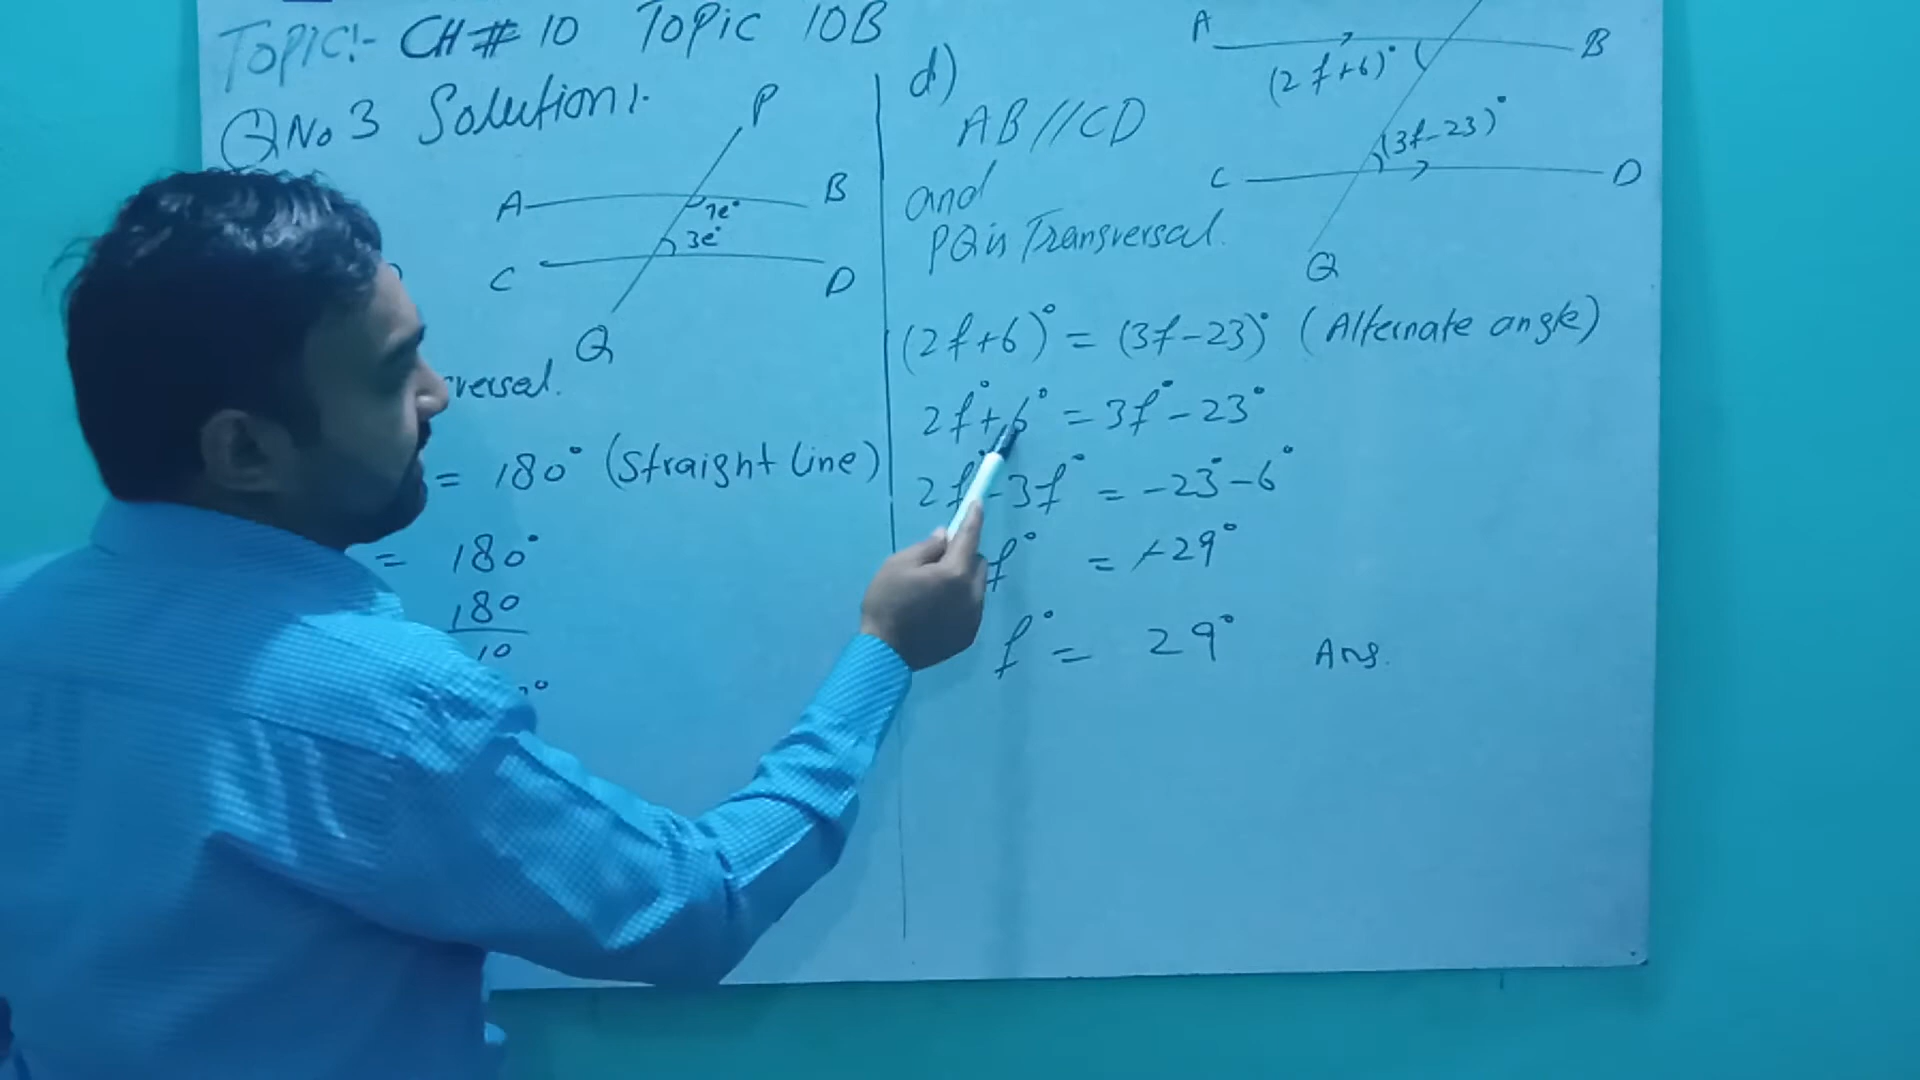 TOPIC:- CH # 10 Topic 10B
Q No 3 Solution:-
P
A B
7e°
3e°
C D
Q
= 180° (Straight line)
= 180°
180
10
d)
AB//CD
and
PQ is Transversal.
A B
(2f+6)°
(3f-23)°
C D
Q
(2f+6)° = (3f-23)° (Alternate angle)
2f°+6° = 3f°-23°
2f°-3f° = -23°-6°
f° = -29°
f° = 29° Ans.